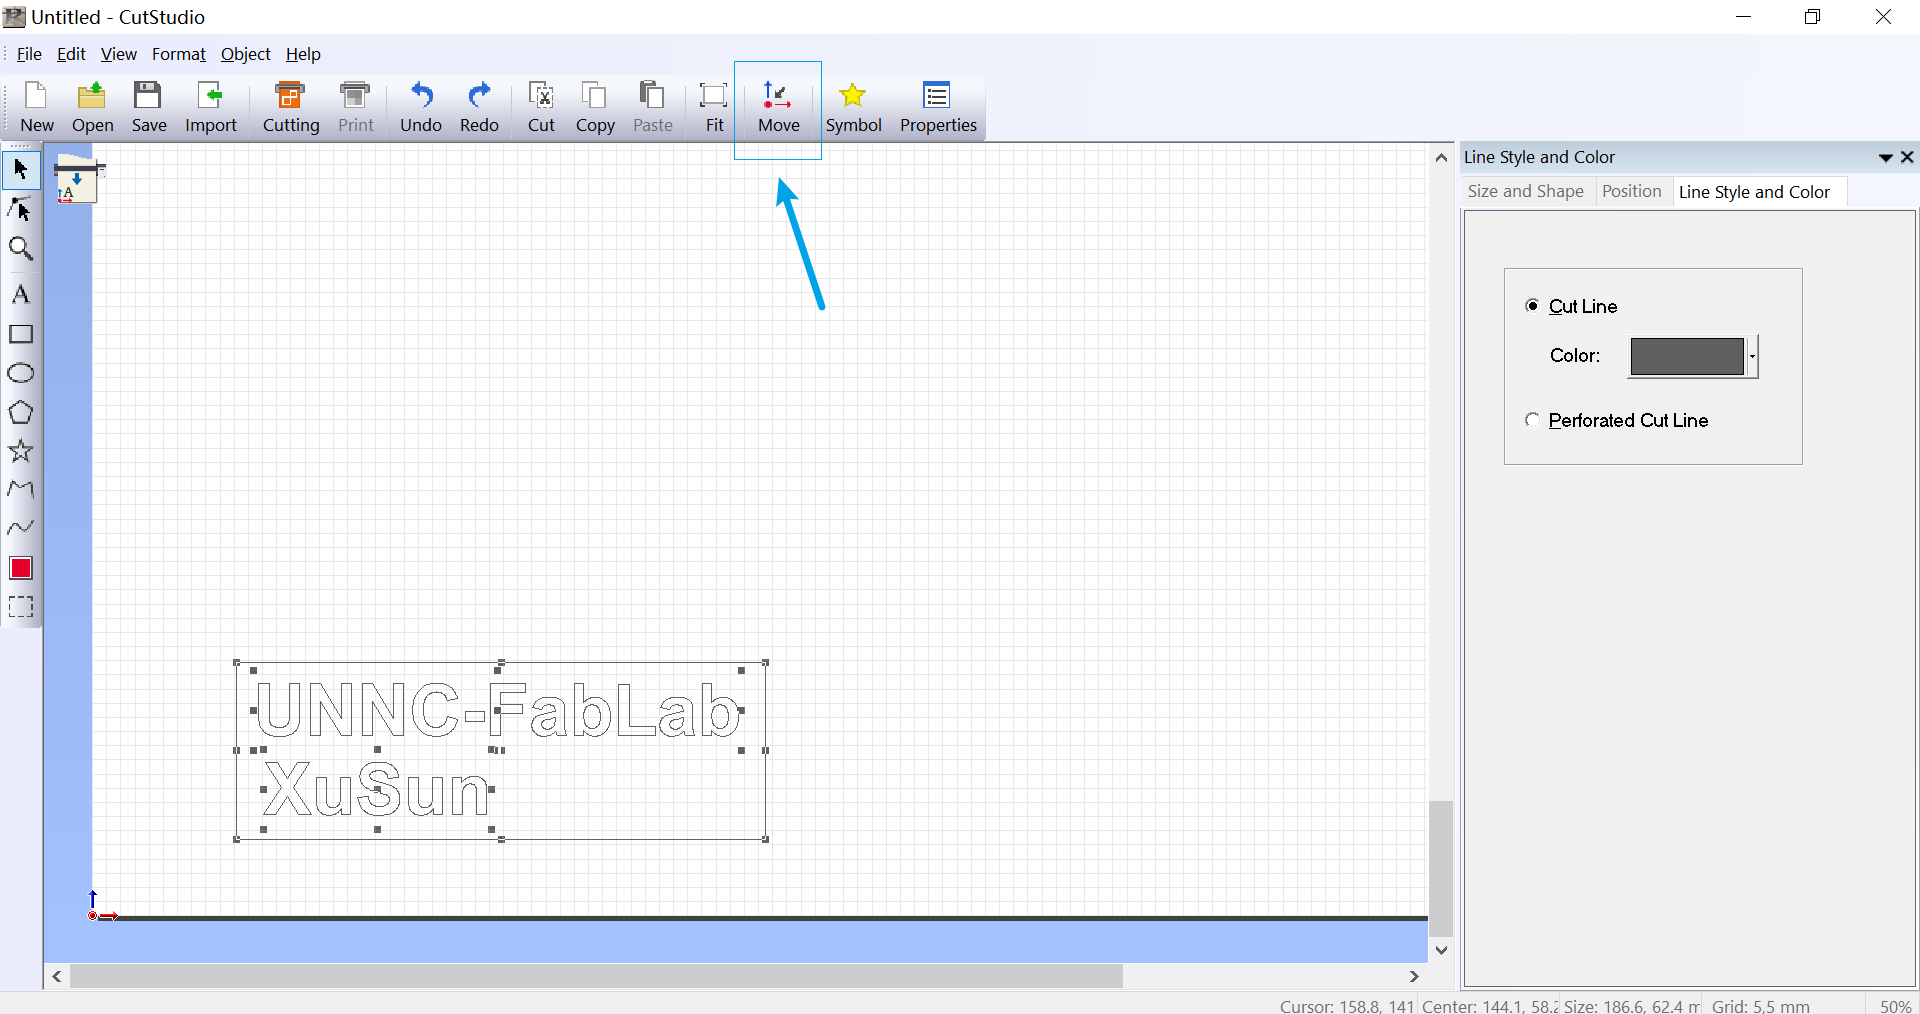 Untitled - CutStudio
File Edit View Format Object Help
New Open Save Import Cutting Print Undo Redo Cut Copy Paste Fit Move Symbol Properties
Line Style and Color
Size and Shape Position Line Style and Color
A
A
Cut Line
Color:
Perforated Cut Line
UNNC-FabLab
XuSun
Cursor: 158.8, 141 Center: 144.1, 58.2 Size: 186.6, 62.4 m Grid: 5,5 mm 50%